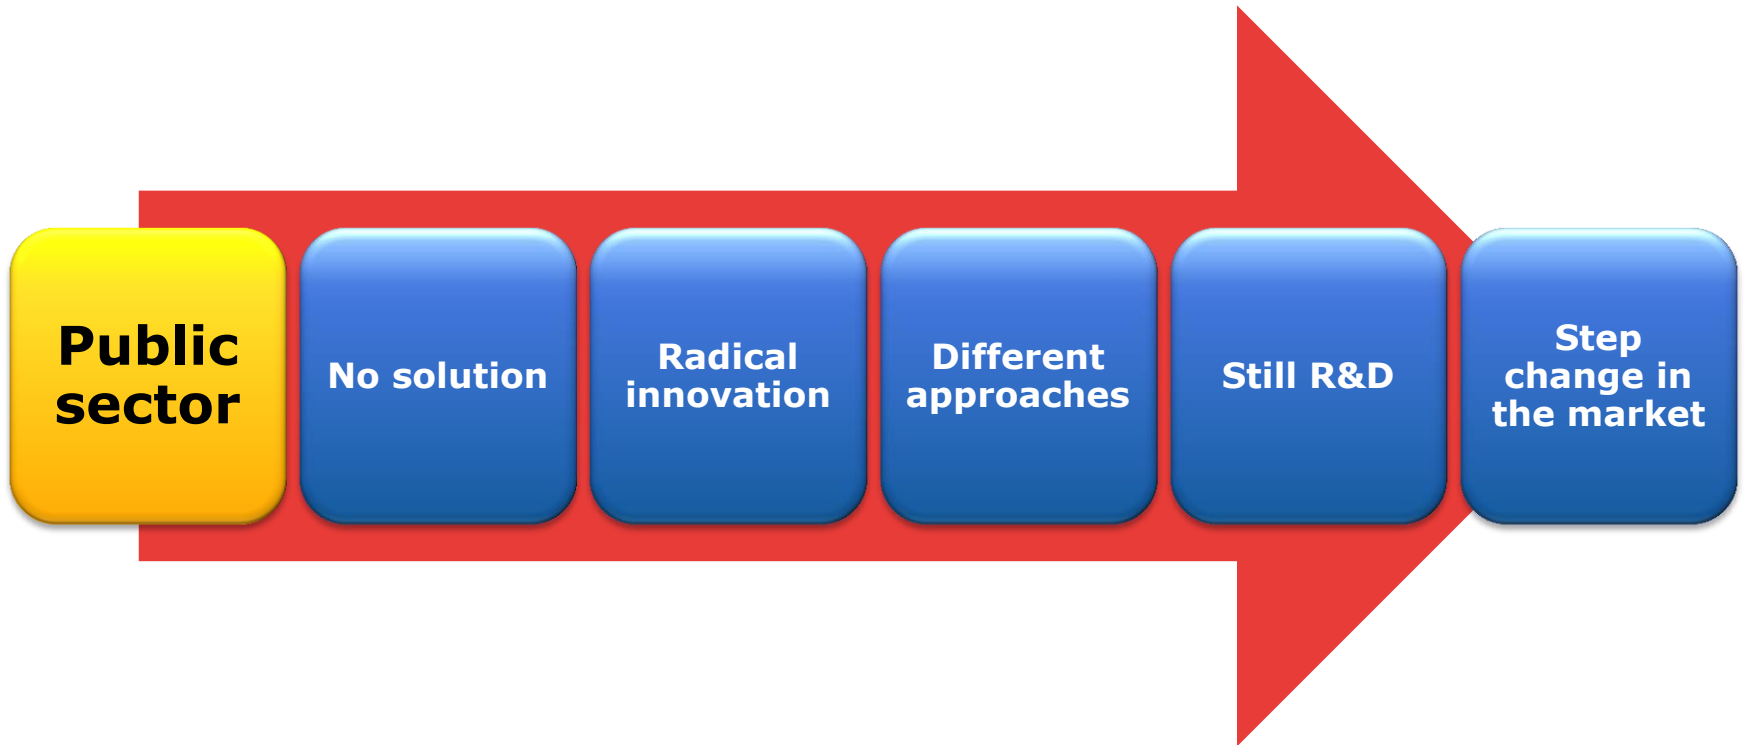 Public
sector
No solution
Radical
innovation
Different
approaches
Still R&D
Step
change in
the market